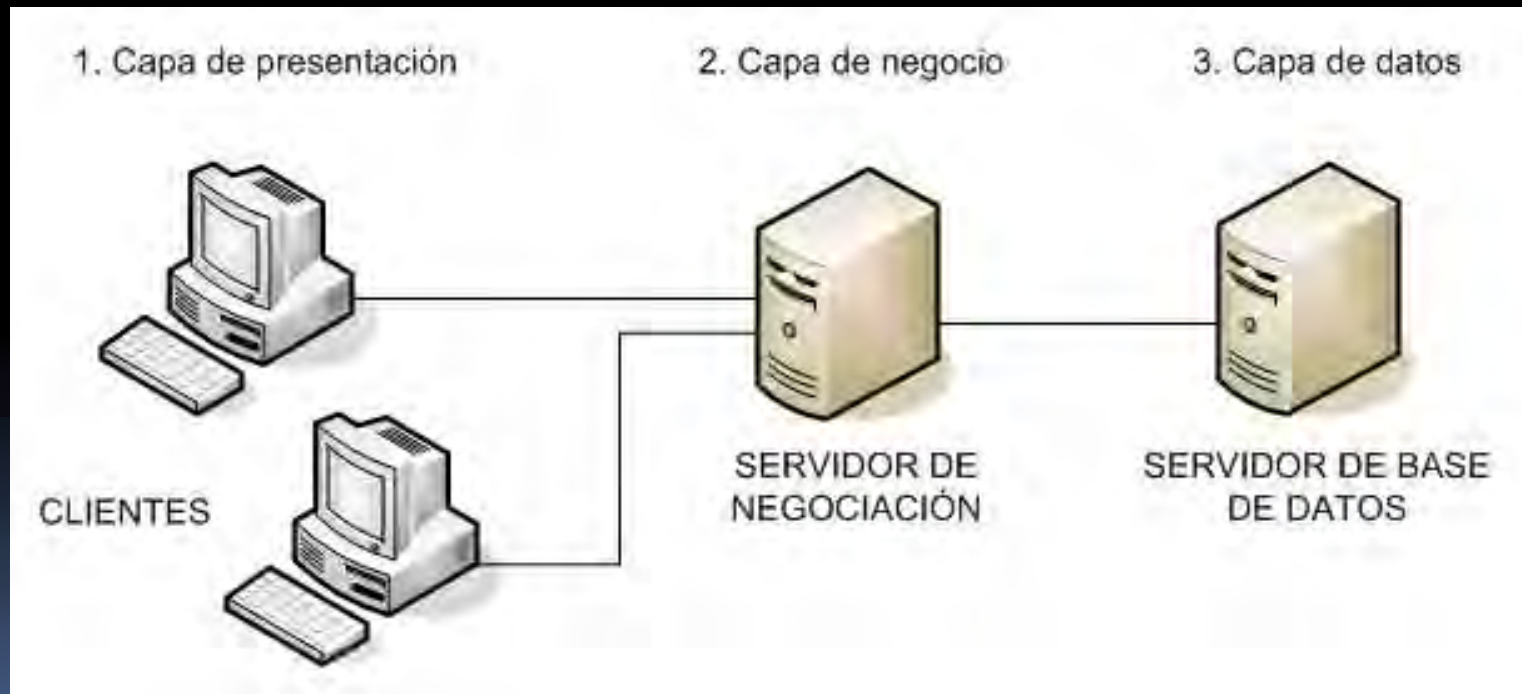 1. Capa de presentación
2. Capa de negocio
3. Capa de datos
CLIENTES
SERVIDOR DE
NEGOCIACIÓN
SERVIDOR DE BASE
DE DATOS